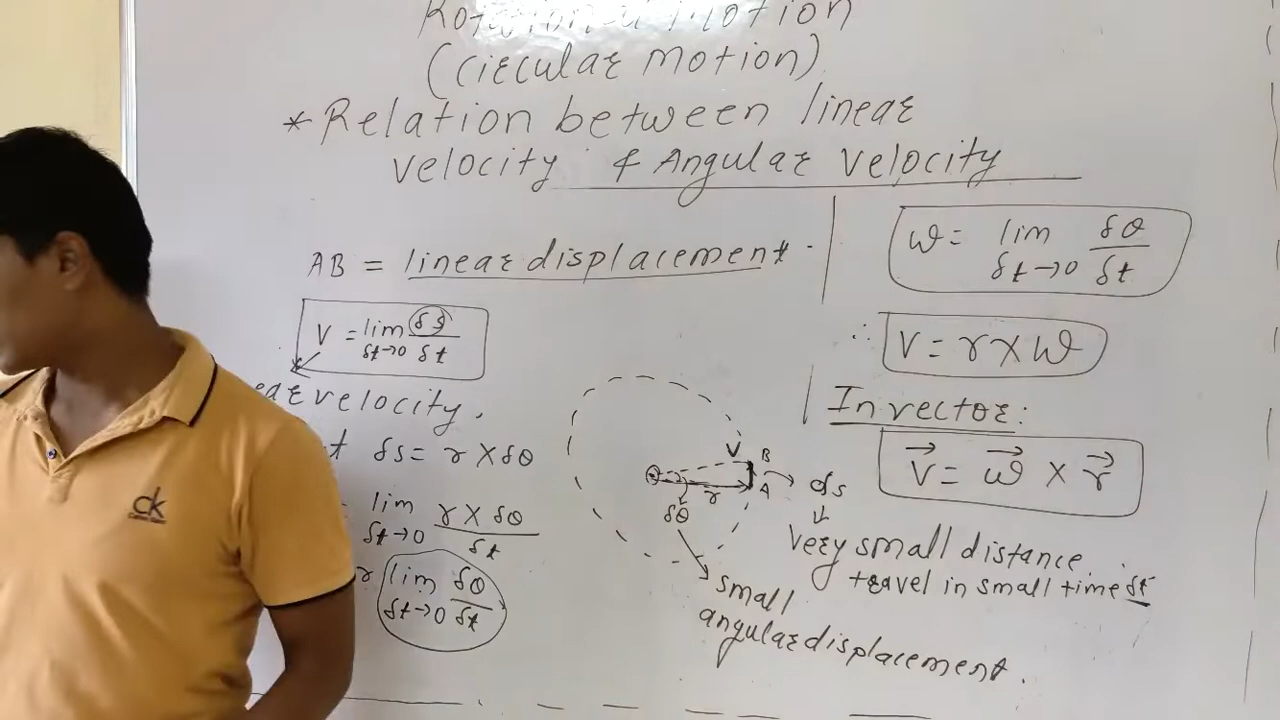 Rotational Motion
(Circular Motion)
* Relation between linear
velocity & Angular velocity
AB = linear displacement.
V = lim δt→0 δs/δt
velocity.
δs = r × δθ
lim δt→0 r × δθ/δt
r lim δt→0 δθ/δt
ω = lim δt→0 δθ/δt
∴ V = r × ω
In vector:
V⃗ = ω⃗ × r⃗
V
B
A
r
δθ
δs
Very small distance
travel in small time δt
small
angular displacement.
ck